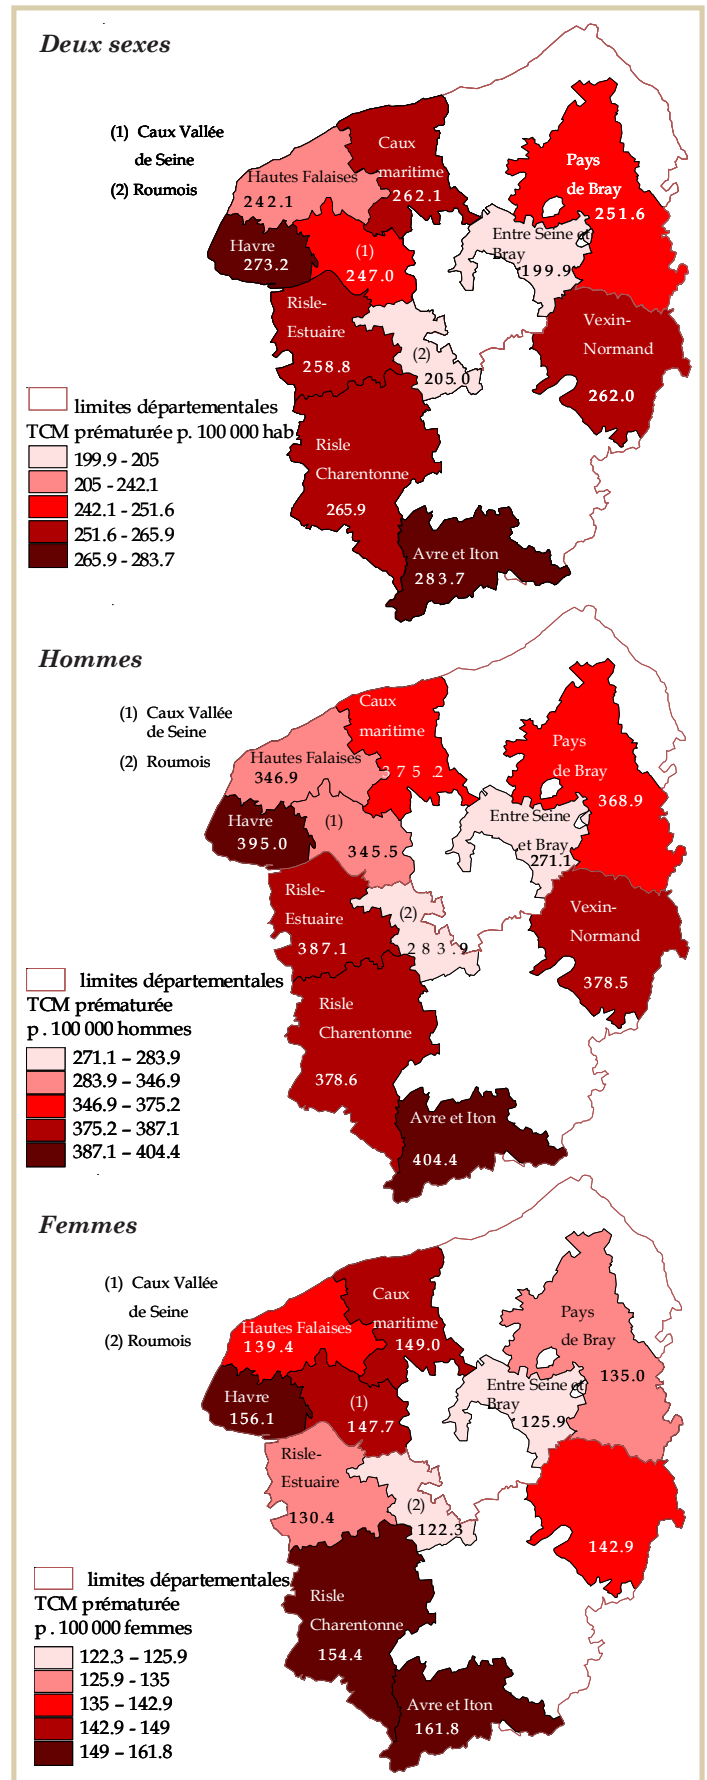 Deux sexes
(1) Caux Vallée
de Seine
(2) Roumois
Caux
maritime
262.1
Hautes Falaises
242.1
Pays
de Bray
251.6
Havre
273.2
(1)
247.0
Entre Seine et
Bray
199.9
Risle-
Estuaire
258.8
(2)
205.0
Vexin-
Normand
262.0
Risle
Charentonne
265.9
Avre et Iton
283.7
limites départementales
TCM prématurée p. 100 000 hab
199.9 - 205
205 - 242.1
242.1 - 251.6
251.6 - 265.9
265.9 - 283.7
Hommes
(1) Caux Vallée
de Seine
(2) Roumois
Caux
maritime
375.2
Hautes Falaises
346.9
Pays
de Bray
368.9
Havre
395.0
(1)
345.5
Entre Seine
et Bray
271.1
Risle-
Estuaire
387.1
(2)
283.9
Vexin-
Normand
378.5
Risle
Charentonne
378.6
Avre et Iton
404.4
limites départementales
TCM prématurée
p . 100 000 hommes
271.1 – 283.9
283.9 – 346.9
346.9 – 375.2
375.2 – 387.1
387.1 – 404.4
Femmes
(1) Caux Vallée
de Seine
(2) Roumois
Caux
maritime
149.0
Hautes Falaises
139.4
Pays
de Bray
135.0
Havre
156.1
(1)
147.7
Entre Seine et
Bray
125.9
Risle-
Estuaire
130.4
(2)
122.3
142.9
Risle
Charentonne
154.4
Avre et Iton
161.8
limites départementales
TCM prématurée
p . 100 000 femmes
122.3 – 125.9
125.9 - 135
135 – 142.9
142.9 - 149
149 – 161.8